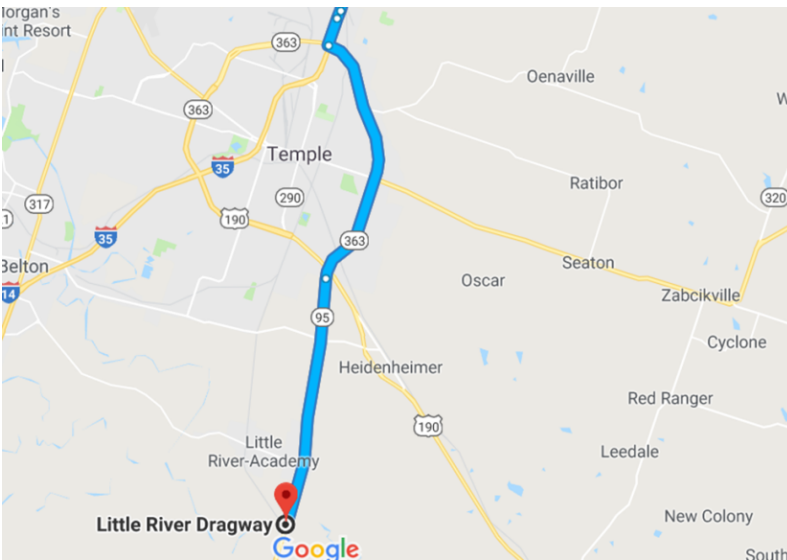 Morgan's
int Resort
363
Oenaville
W
363
Temple
35
Ratibor
317
290
320
1
190
35
363
Belton
Seaton
Oscar
14
Zabcikville
95
Cyclone
Heidenheimer
Red Ranger
190
Little
River-Academy
Leedale
Little River Dragway
New Colony
Google
South